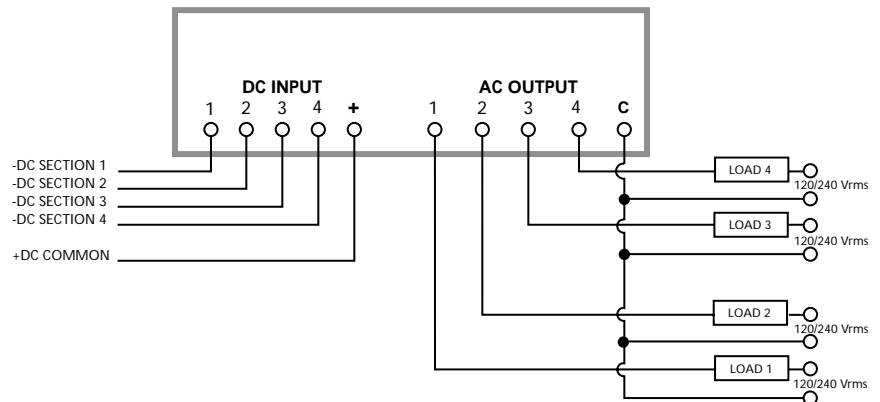 DC INPUT AC OUTPUT
1 2 3 4 + 1 2 3 4 C
-DC SECTION 1
-DC SECTION 2
-DC SECTION 3
-DC SECTION 4
+DC COMMON
LOAD 4
120/240 Vrms
LOAD 3
120/240 Vrms
LOAD 2
120/240 Vrms
LOAD 1
120/240 Vrms